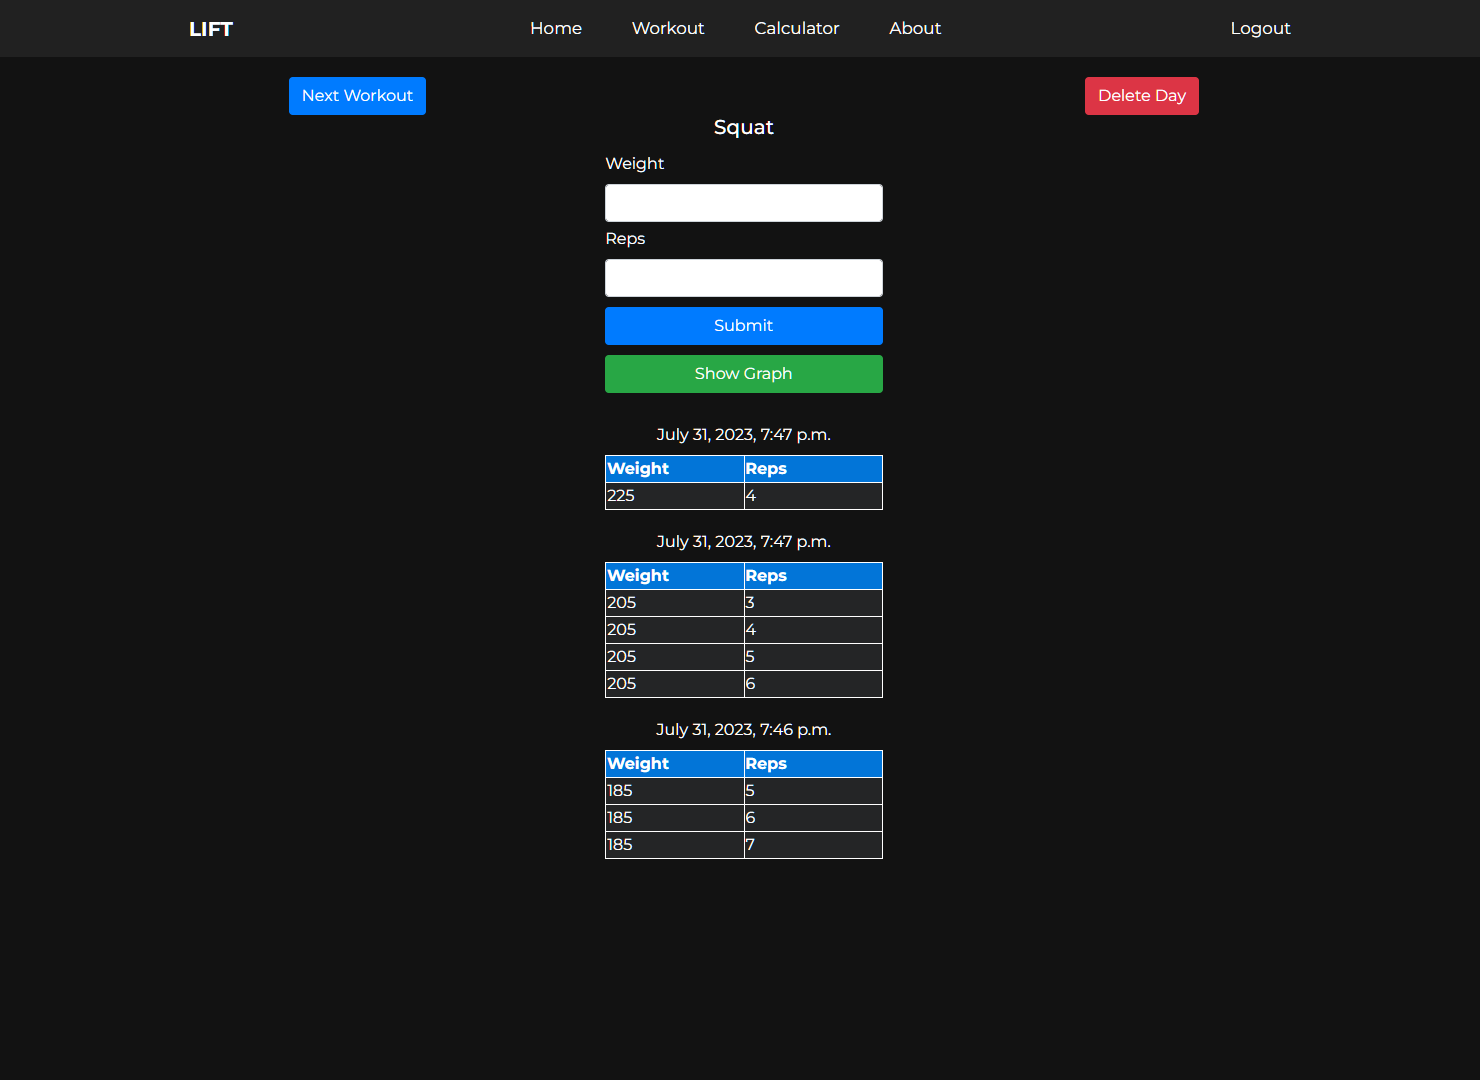 LIFT Home Workout Calculator About Logout
Next Workout Delete Day
Squat
Weight
Reps
Submit
Show Graph
July 31, 2023, 7:47 p.m.
Weight Reps
225 4
July 31, 2023, 7:47 p.m.
Weight Reps
205 3
205 4
205 5
205 6
July 31, 2023, 7:46 p.m.
Weight Reps
185 5
185 6
185 7